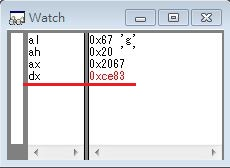 Watch
al 0x67 'g'
ah 0x20 ' '
ax 0x2067
dx 0xce83